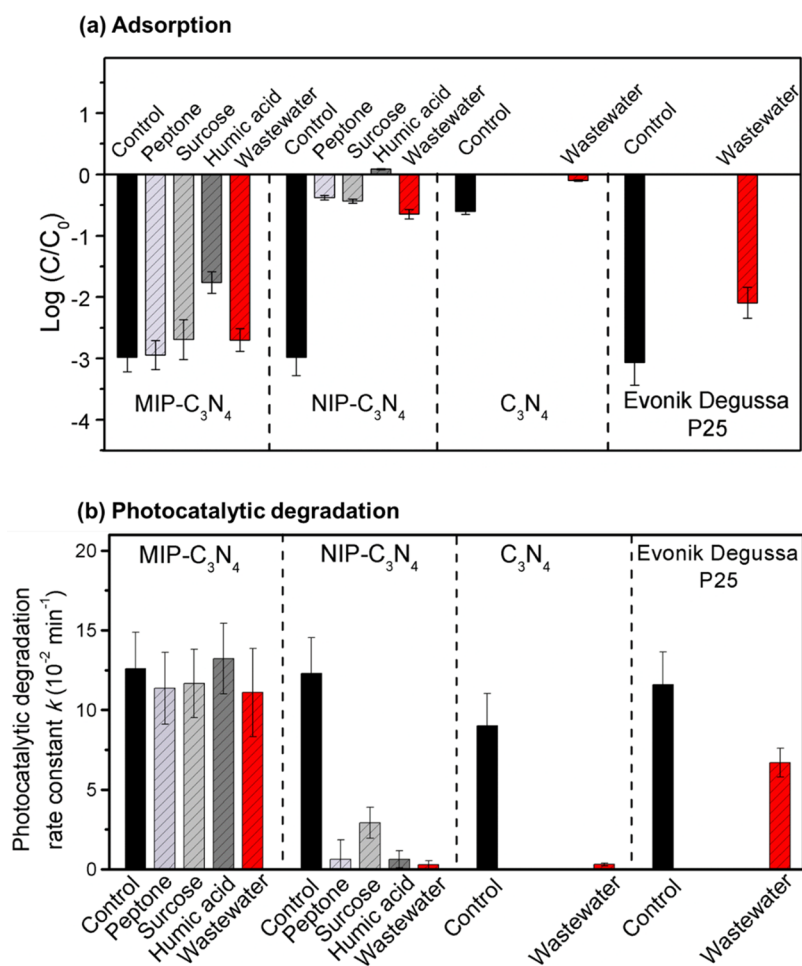 (a) Adsorption
Control
Peptone
Surcose
Humic acid
Wastewater
Control
Peptone
Surcose
Humic acid
Wastewater
Control
Wastewater
Control
Wastewater
1
0
-1
-2
-3
-4
Log (C/C₀)
MIP-C₃N₄
NIP-C₃N₄
C₃N₄
Evonik Degussa
P25
(b) Photocatalytic degradation
MIP-C₃N₄
NIP-C₃N₄
C₃N₄
Evonik Degussa
P25
20
15
10
5
0
Photocatalytic degradation
rate constant k (10⁻² min⁻¹)
Control
Peptone
Surcose
Humic acid
Wastewater
Control
Peptone
Surcose
Humic acid
Wastewater
Control
Wastewater
Control
Wastewater